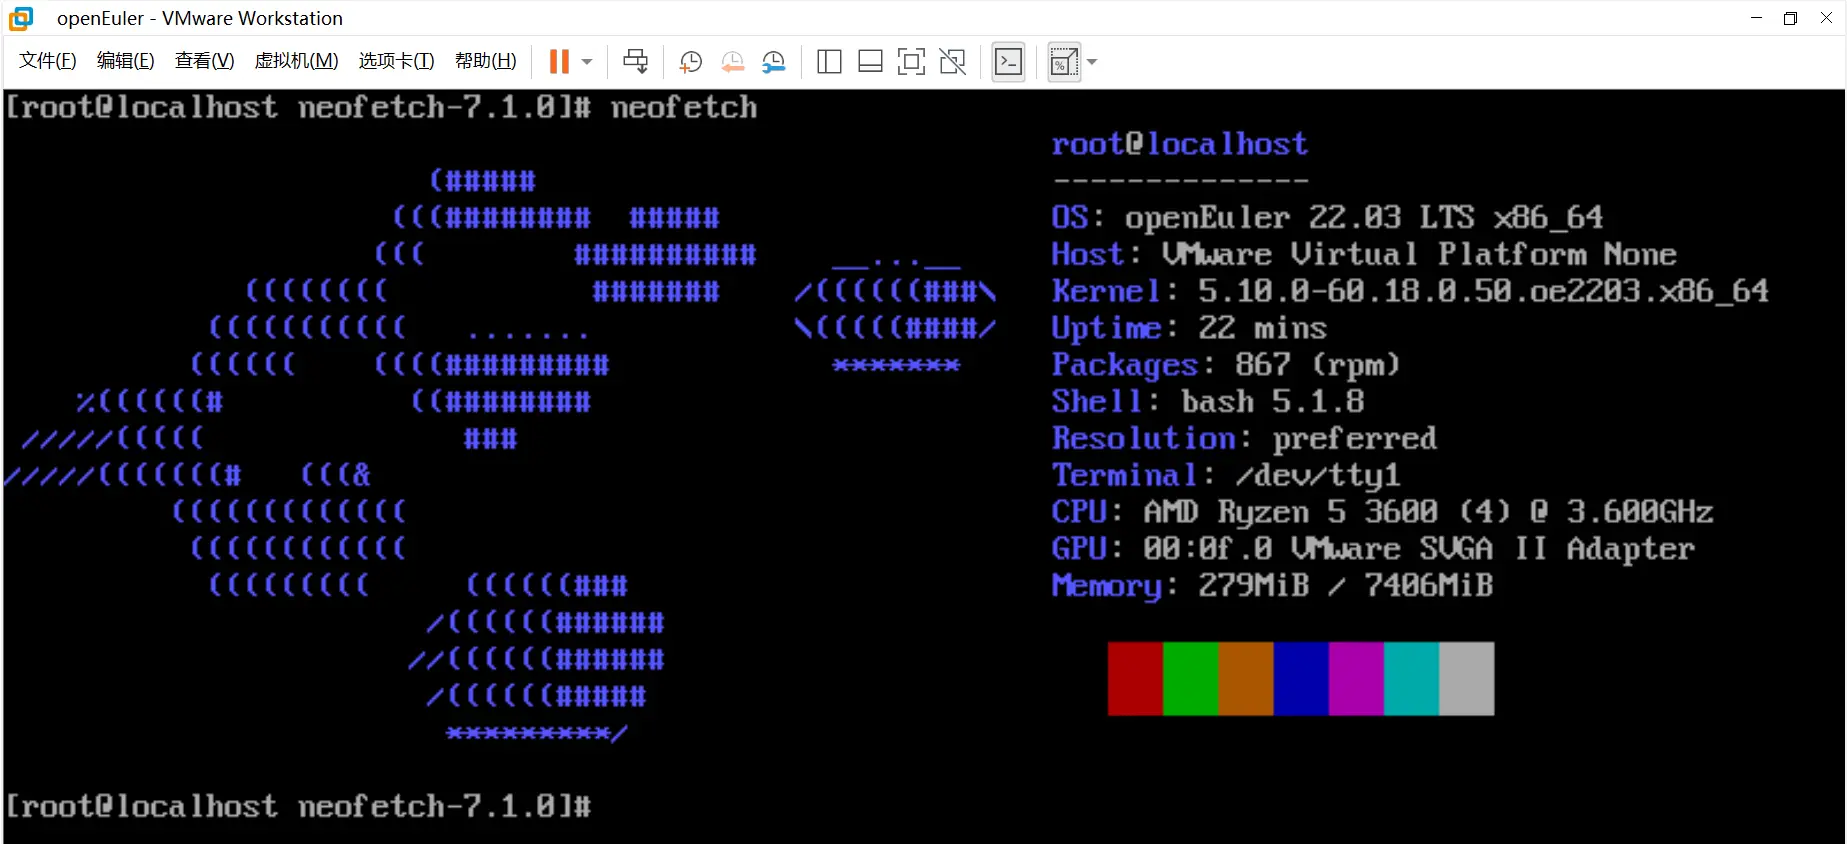 openEuler - VMware Workstation
文件(F) 编辑(E) 查看(V) 虚拟机(M) 选项卡(T) 帮助(H)
[root@localhost neofetch-7.1.0]# neofetch
root@localhost
--------------
OS: openEuler 22.03 LTS x86_64
Host: VMware Virtual Platform None
Kernel: 5.10.0-60.18.0.50.oe2203.x86_64
Uptime: 22 mins
Packages: 867 (rpm)
Shell: bash 5.1.8
Resolution: preferred
Terminal: /dev/tty1
CPU: AMD Ryzen 5 3600 (4) @ 3.600GHz
GPU: 00:0f.0 VMware SVGA II Adapter
Memory: 279MiB / 7406MiB
[root@localhost neofetch-7.1.0]#